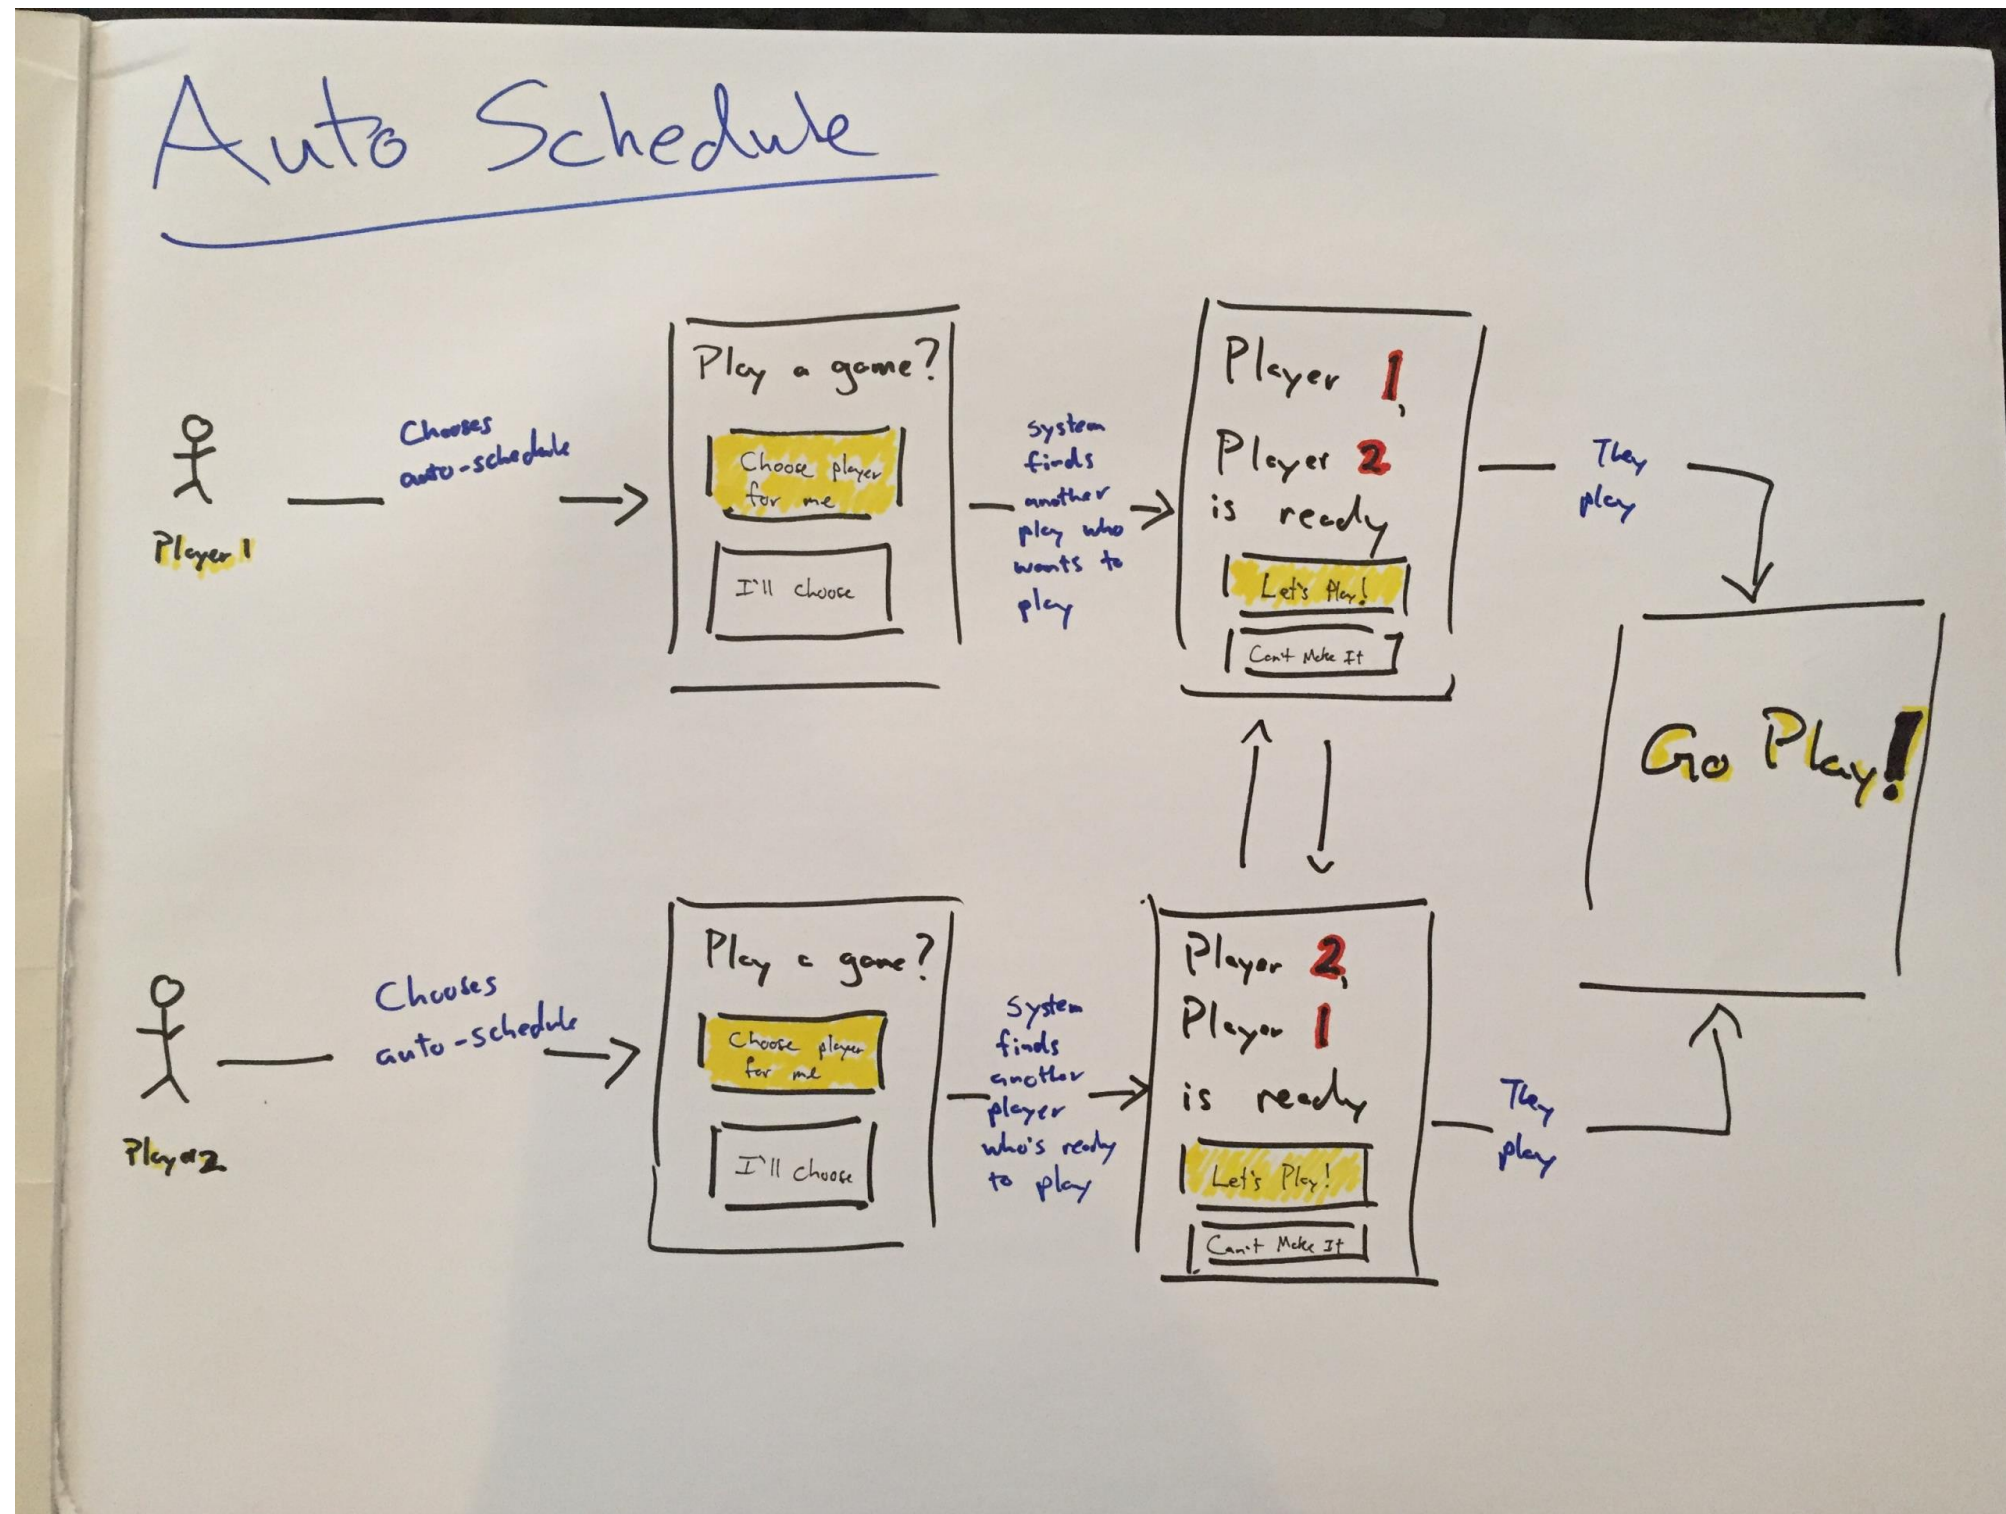 Auto Schedule
Player 1
Chooses
auto-schedule
Play a game?
Choose player
for me
I'll choose
system
finds
another
play who
wants to
play
Player 1,
Player 2
is ready
Let's Play!
Can't Make It
They
play
Go Play!
Player 2
Chooses
auto-schedule
Play a game?
Choose player
for me
I'll choose
System
finds
another
player
who's ready
to play
Player 2,
Player 1
is ready
Let's Play!
Can't Make It
They
play